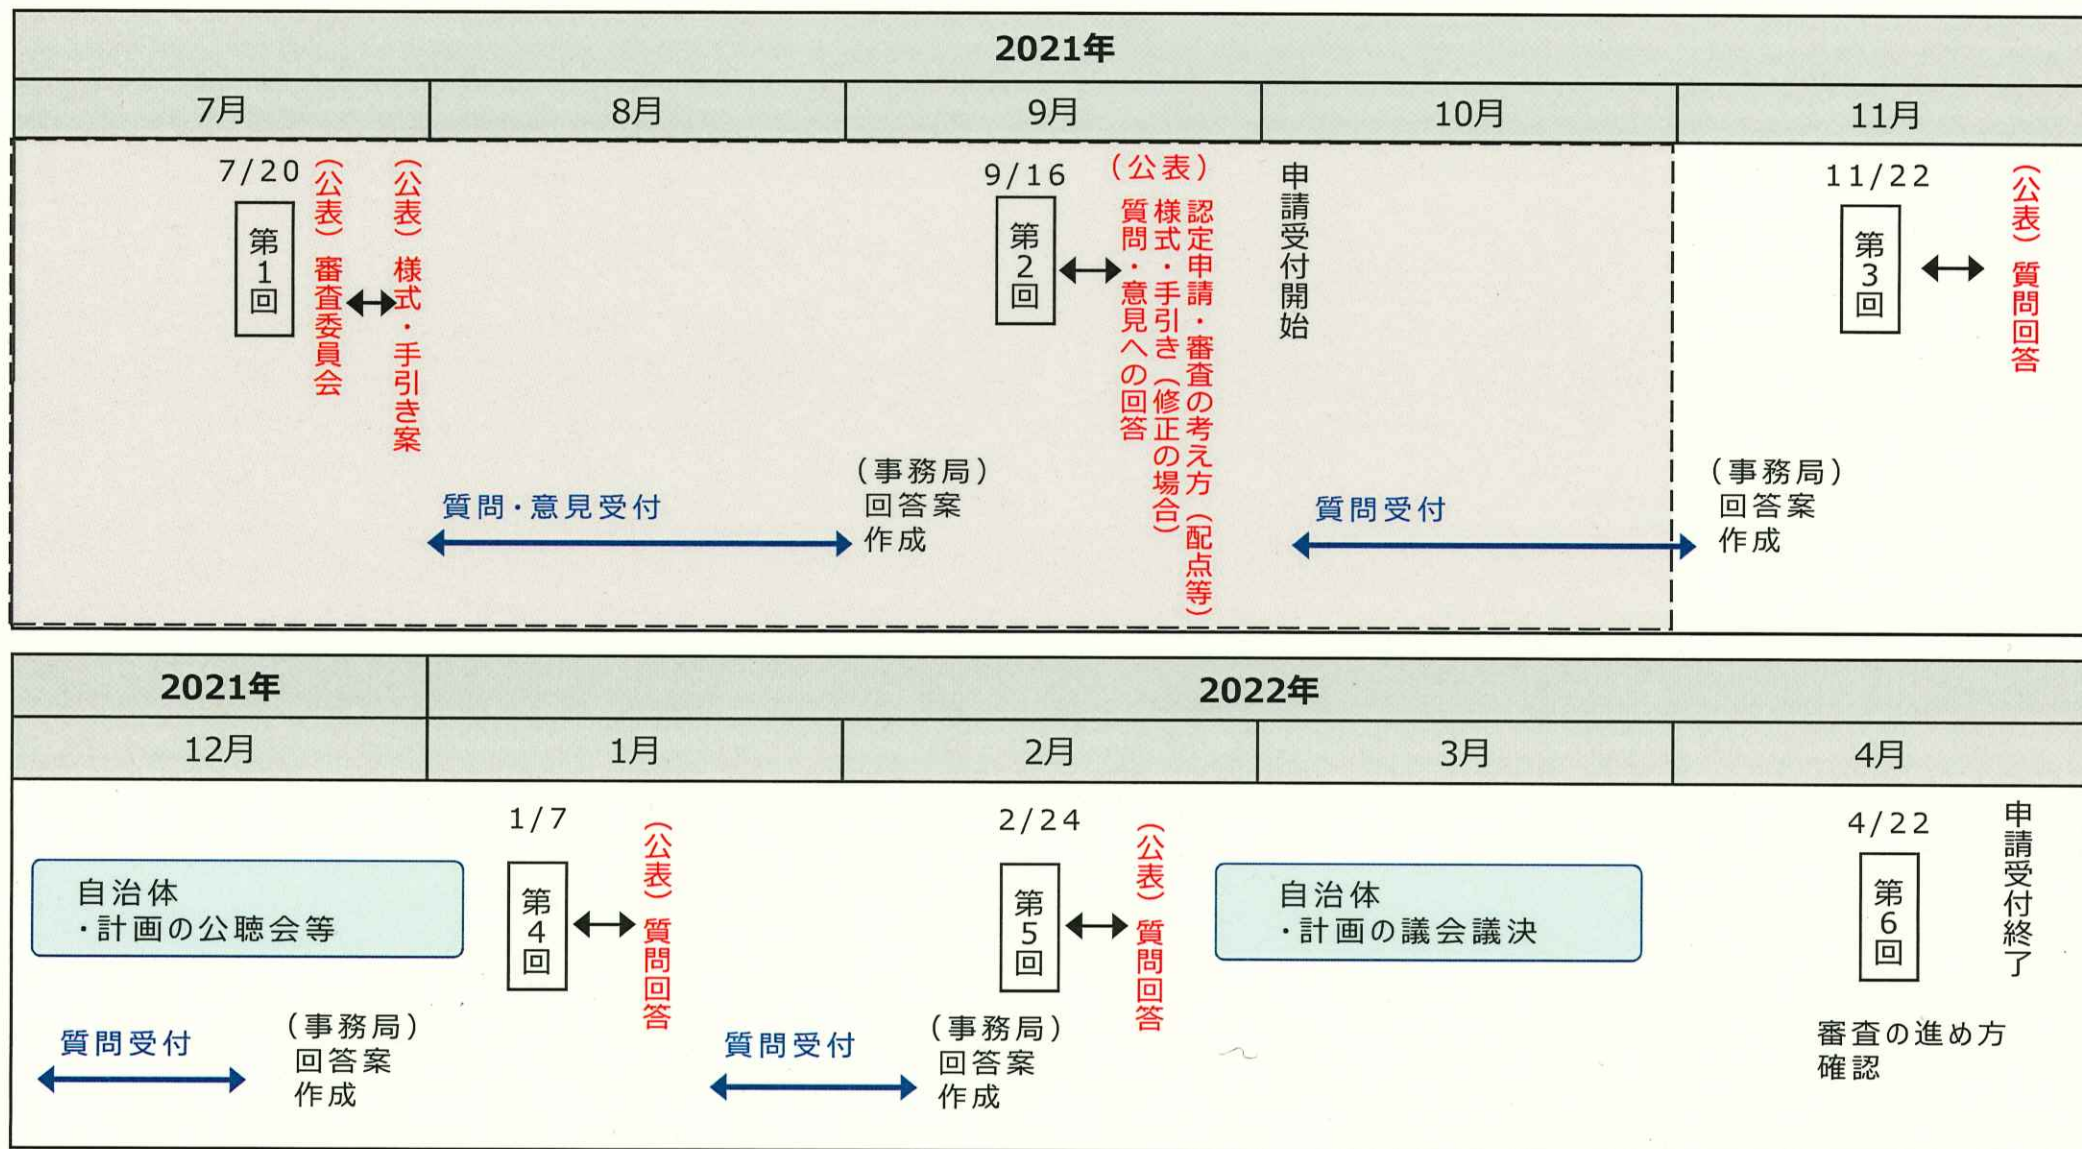 2021年
7月
8月
9月
10月
11月
7/20
第1回
(公表)審査委員会
(公表)様式・手引き案
質問・意見受付
(事務局)
回答案
作成
9/16
第2回
(公表)
認定申請・審査の考え方(配点等)
様式・手引き(修正の場合)
質問・意見への回答
申請受付開始
質問受付
(事務局)
回答案
作成
11/22
第3回
(公表)質問回答
2021年
2022年
12月
1月
2月
3月
4月
自治体
・計画の公聴会等
質問受付
(事務局)
回答案
作成
1/7
第4回
(公表)質問回答
質問受付
(事務局)
回答案
作成
2/24
第5回
(公表)質問回答
自治体
・計画の議会議決
4/22
第6回
審査の進め方
確認
申請受付終了